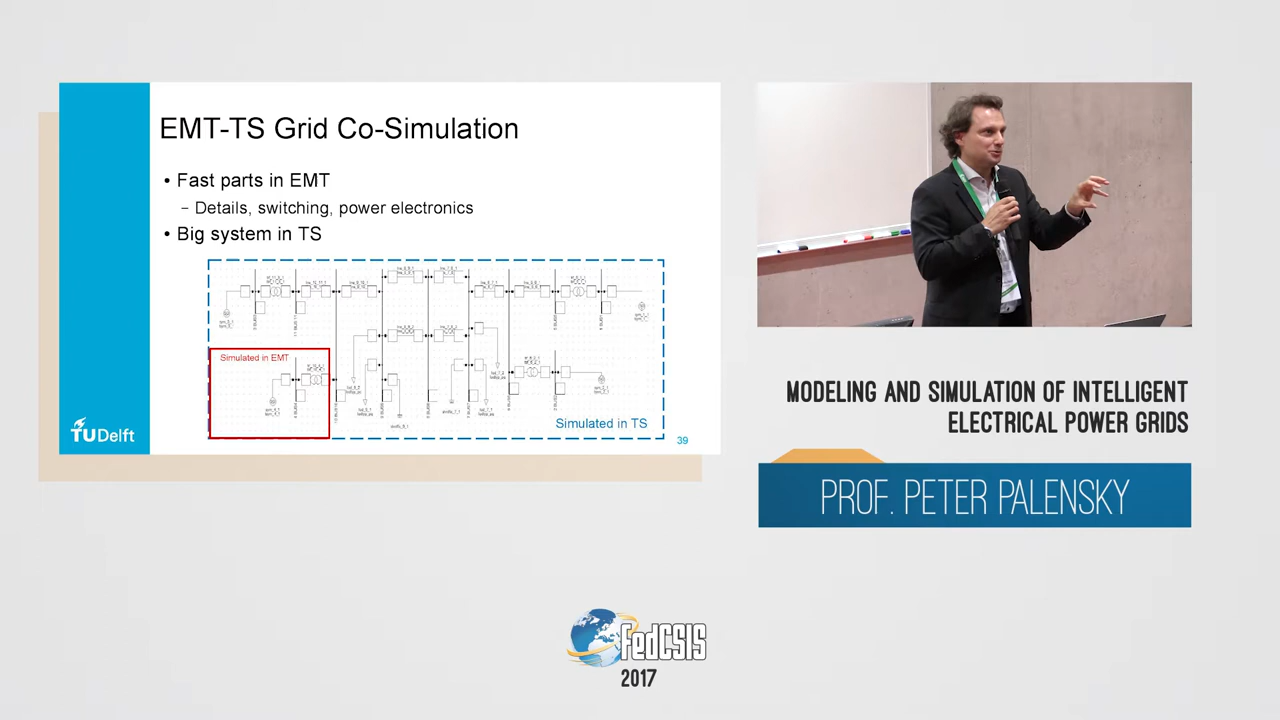 EMT-TS Grid Co-Simulation
• Fast parts in EMT
– Details, switching, power electronics
• Big system in TS
Simulated in EMT
Simulated in TS
TUDelft
39
MODELING AND SIMULATION OF INTELLIGENT
ELECTRICAL POWER GRIDS
PROF. PETER PALENSKY
FedCSIS
2017